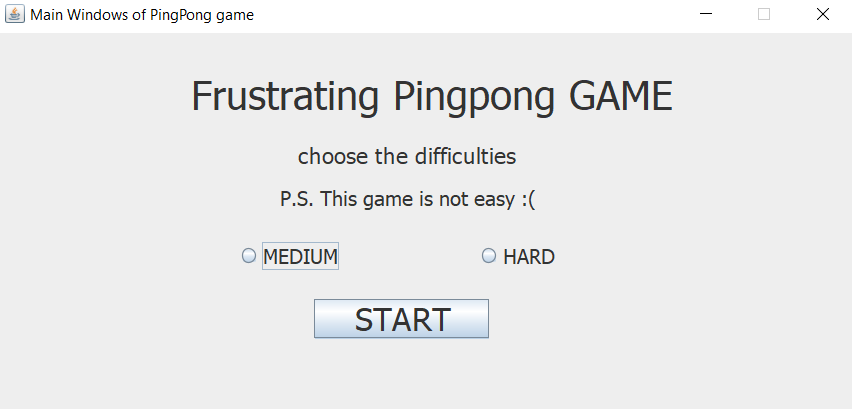 Main Windows of PingPong game
Frustrating Pingpong GAME
choose the difficulties
P.S. This game is not easy :(
MEDIUM HARD
START